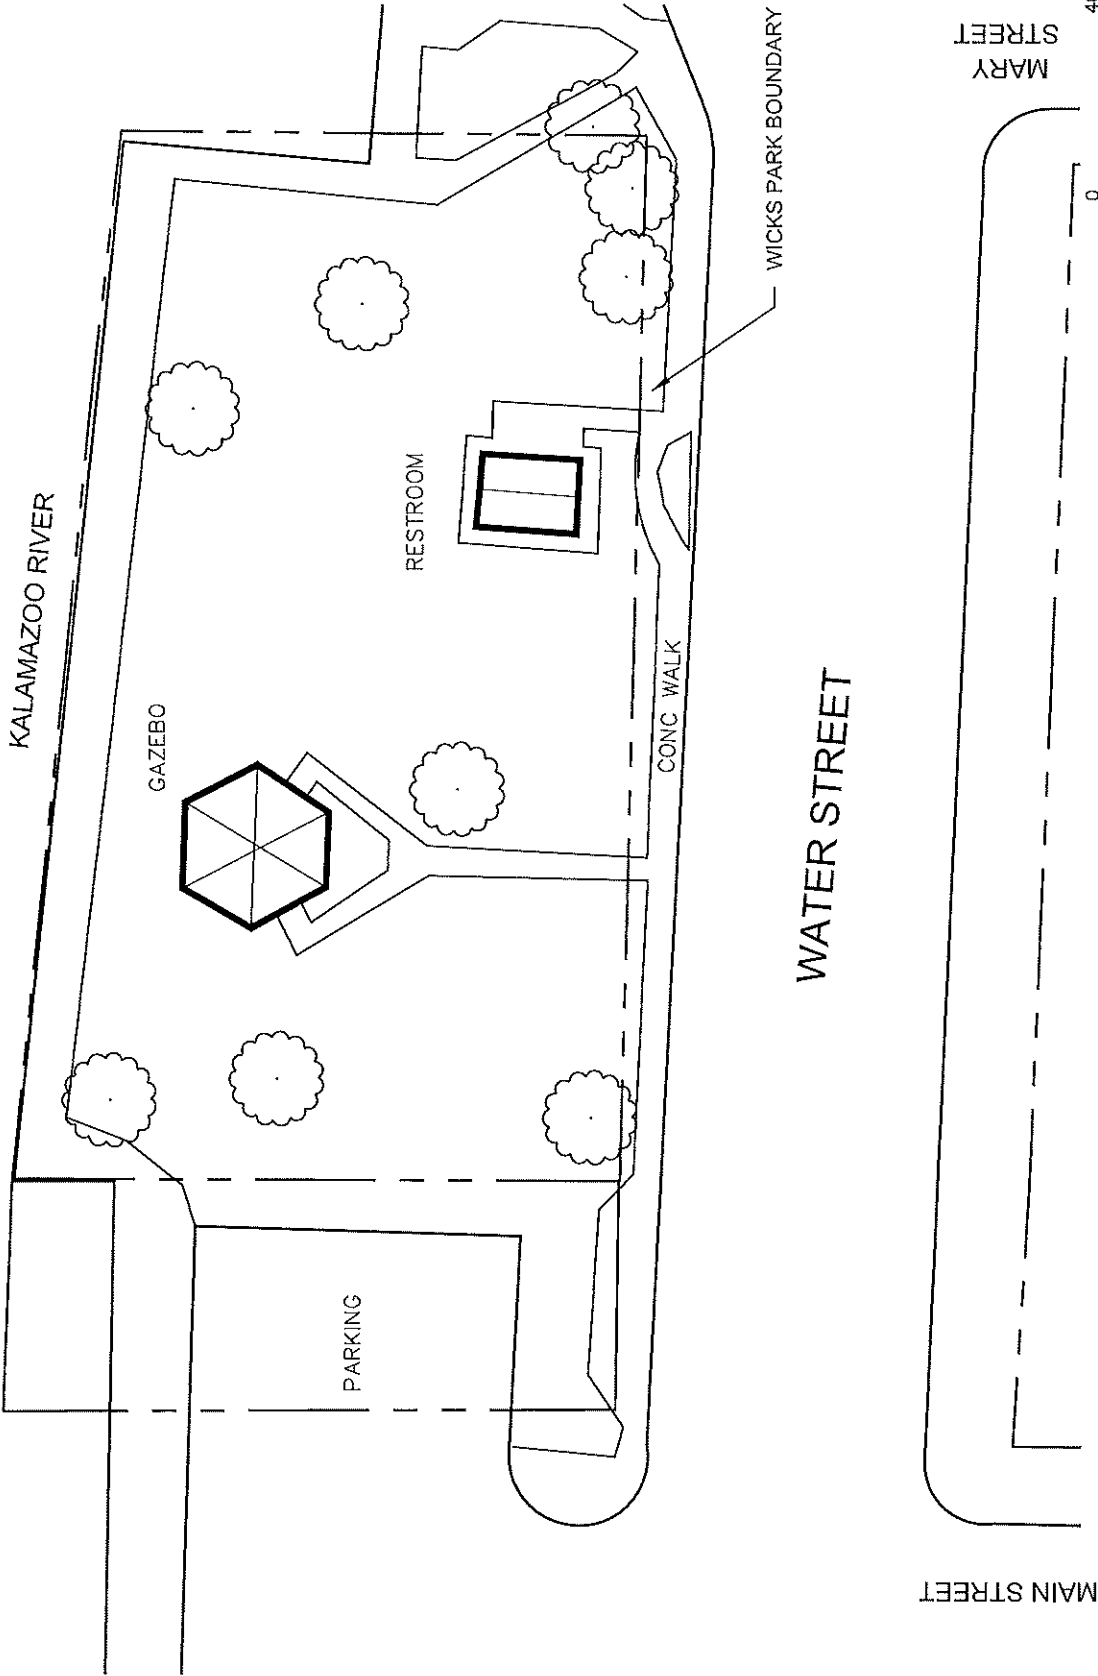 KALAMAZOO RIVER
GAZEBO
RESTROOM
PARKING
CONC WALK
WICKS PARK BOUNDARY
WATER STREET
MARY
STREET
MAIN STREET
0